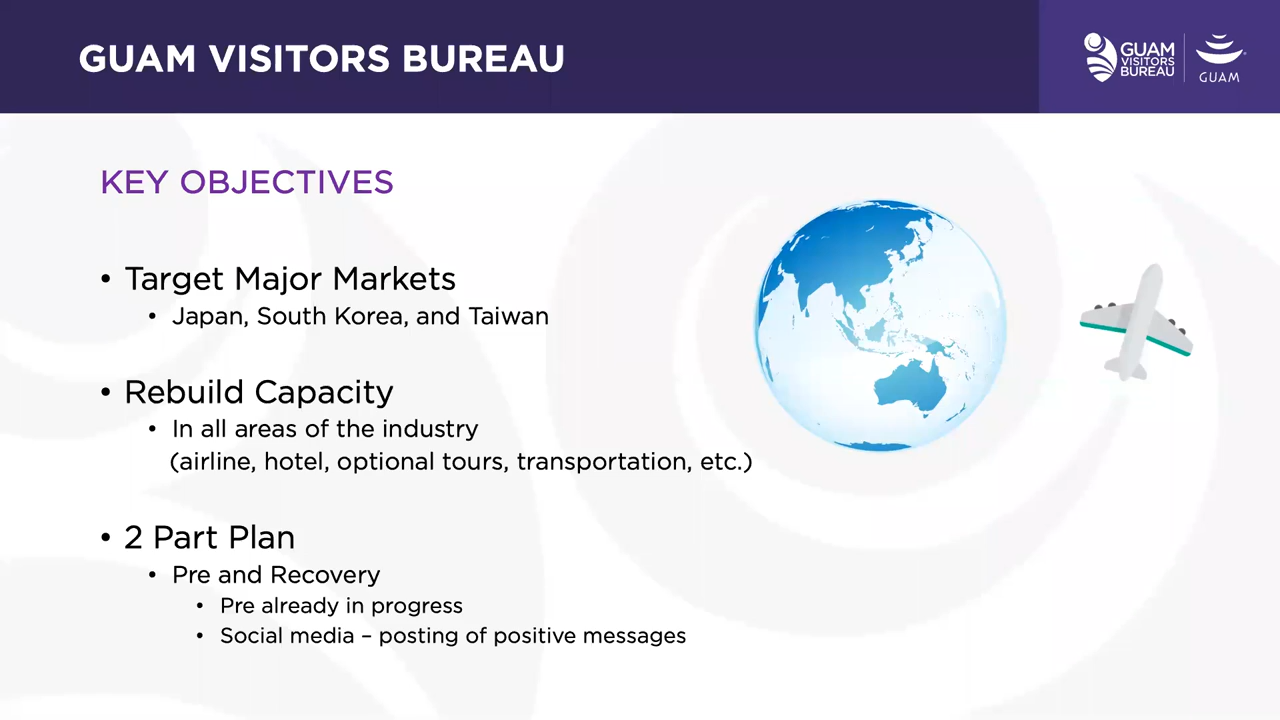 GUAM VISITORS BUREAU
GUAM
VISITORS
BUREAU
GUAM
KEY OBJECTIVES
• Target Major Markets
• Japan, South Korea, and Taiwan
• Rebuild Capacity
• In all areas of the industry
(airline, hotel, optional tours, transportation, etc.)
• 2 Part Plan
• Pre and Recovery
• Pre already in progress
• Social media – posting of positive messages